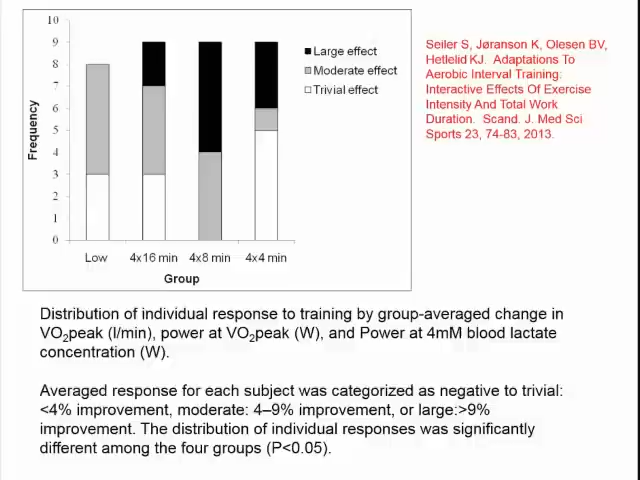 10
9
8
7
6
5
4
3
2
1
0
Frequency
Low 4x16 min 4x8 min 4x4 min
Group
Large effect
Moderate effect
Trivial effect
Seiler S, Jøranson K, Olesen BV,
Hetlelid KJ. Adaptations To
Aerobic Interval Training:
Interactive Effects Of Exercise
Intensity And Total Work
Duration. Scand. J. Med Sci
Sports 23, 74-83, 2013.
Distribution of individual response to training by group-averaged change in
VO₂peak (l/min), power at VO₂peak (W), and Power at 4mM blood lactate
concentration (W).
Averaged response for each subject was categorized as negative to trivial:
<4% improvement, moderate: 4–9% improvement, or large:>9%
improvement. The distribution of individual responses was significantly
different among the four groups (P<0.05).